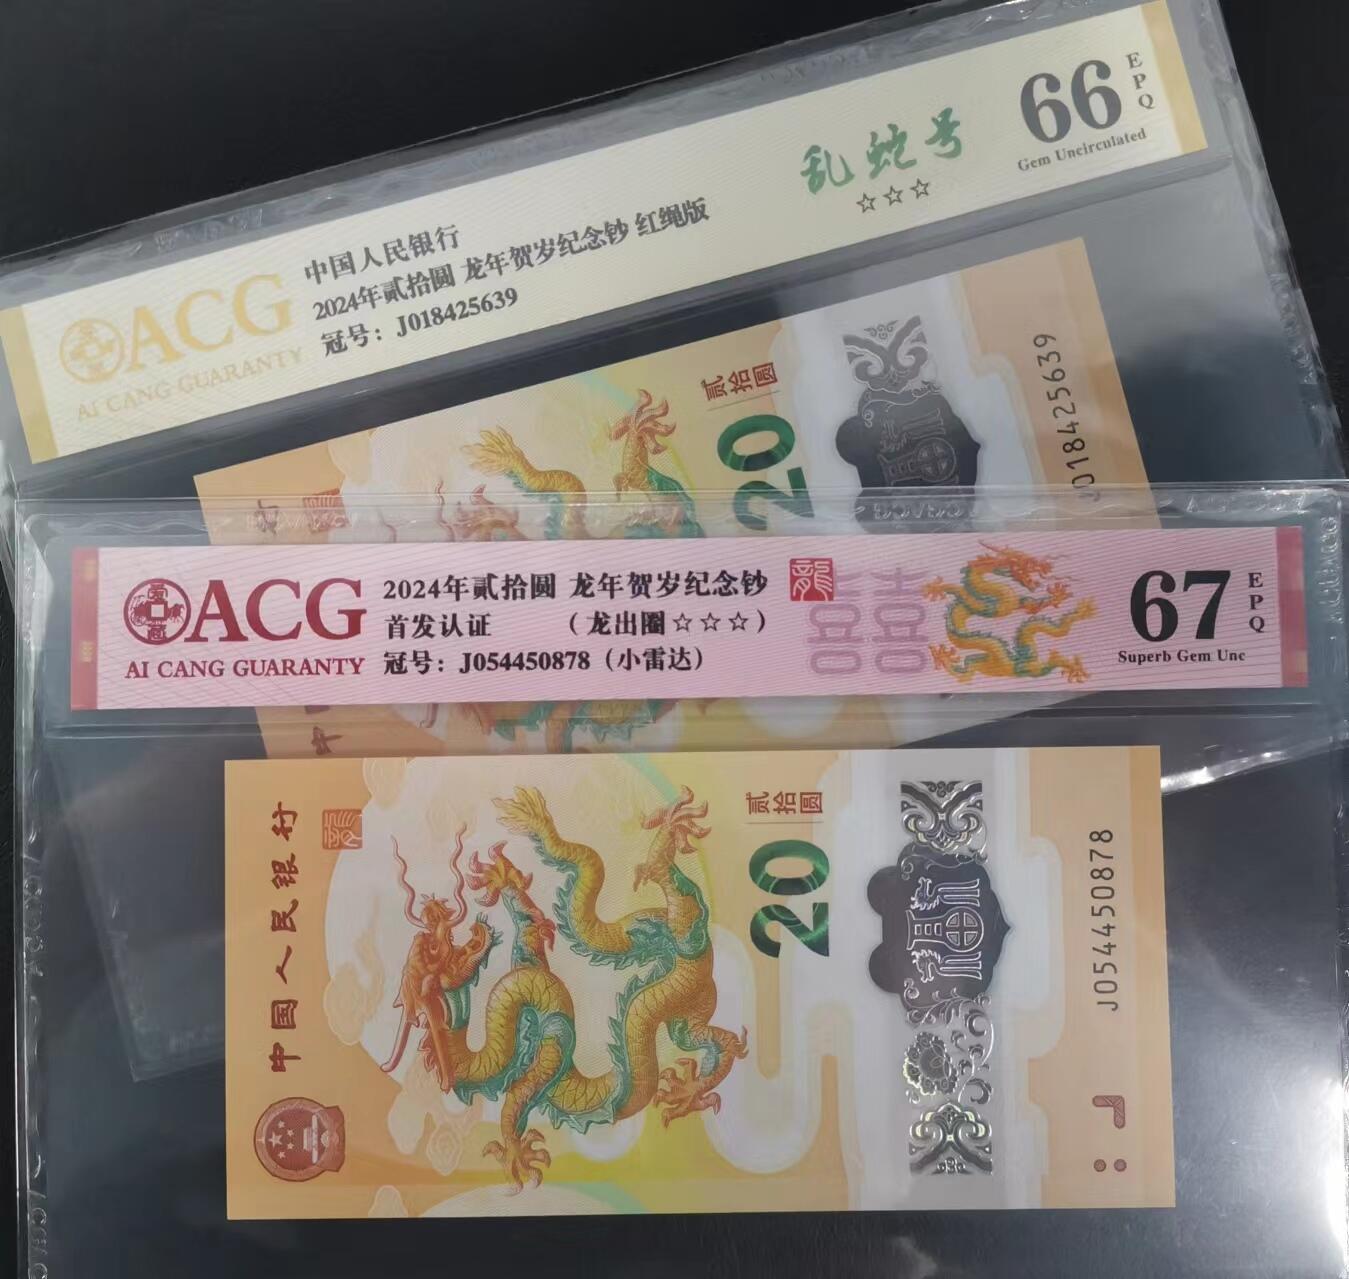 ACG
AI CANG GUARANTY
中国人民银行
2024年贰拾圆 龙年贺岁纪念钞 红绳版
冠号：J018425639
乱蛇号
☆☆☆
66
EPQ
Gem Uncirculated
贰拾圆
20
J018425639
中
ACG
AI CANG GUARANTY
2024年贰拾圆 龙年贺岁纪念钞
首发认证 （龙出圈☆☆☆）
冠号：J054450878（小雷达）
67
EPQ
Superb Gem Unc
中国人民银行
贰拾圆
20
福
J054450878